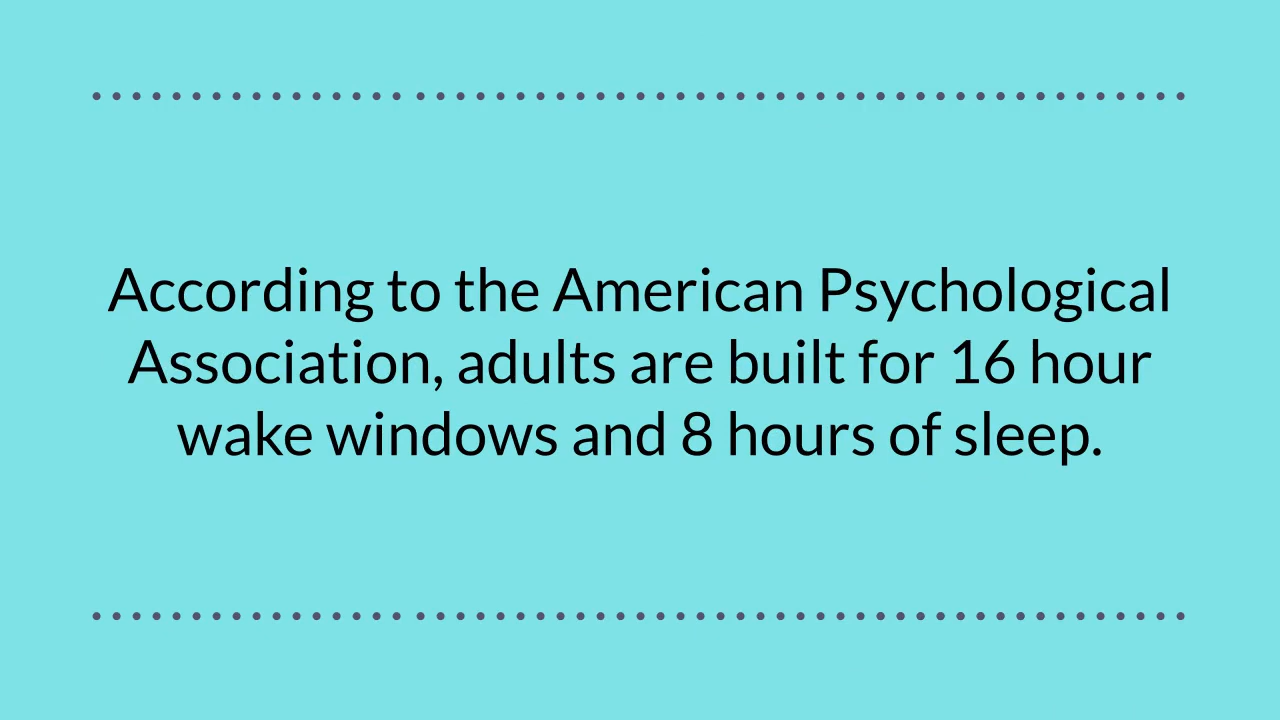 According to the American Psychological
Association, adults are built for 16 hour
wake windows and 8 hours of sleep.